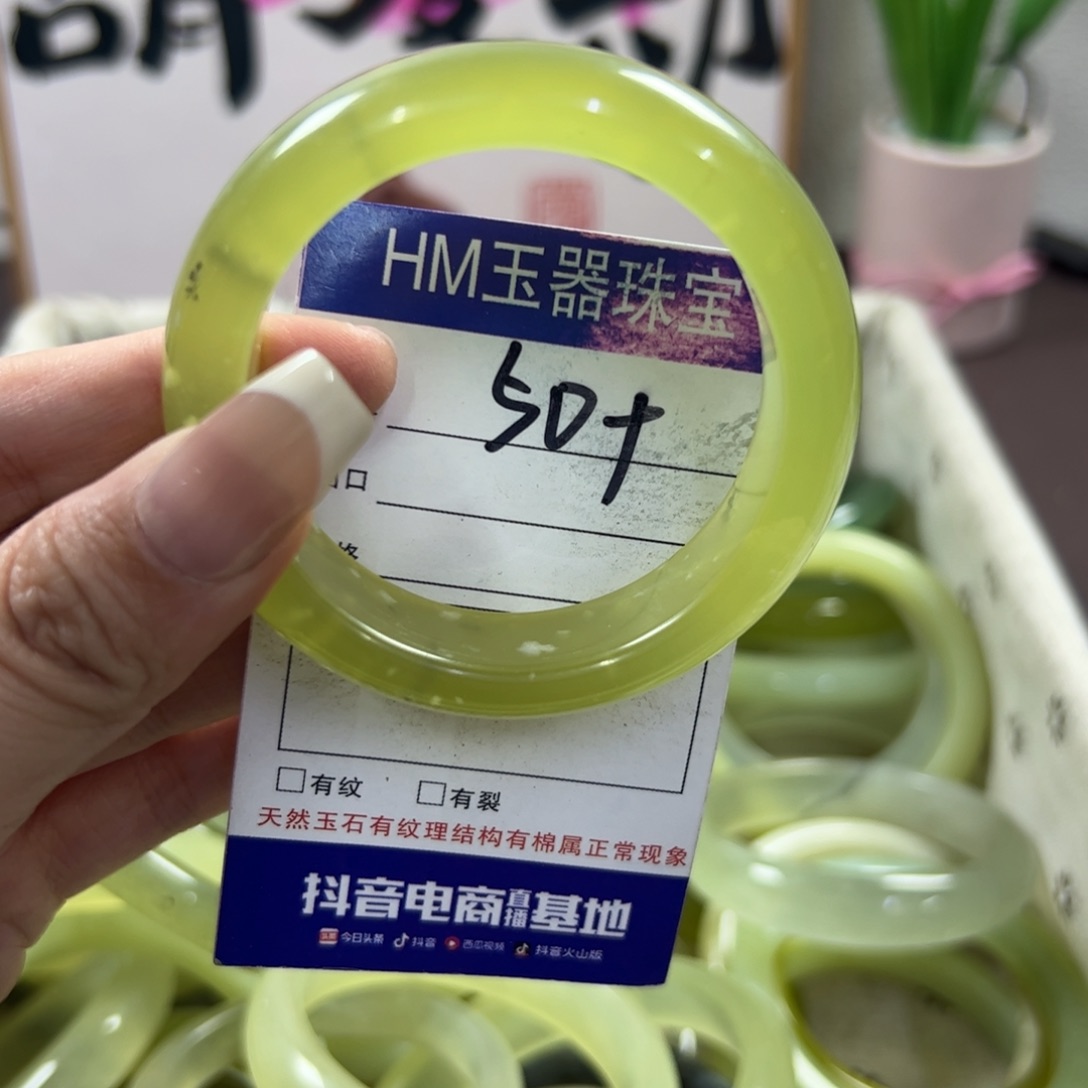 HM玉器珠宝
50+
口
格
有纹 有裂
天然玉石有纹理结构有棉属正常现象
抖音电商直播基地
今日头条 抖音 西瓜视频 抖音火山版